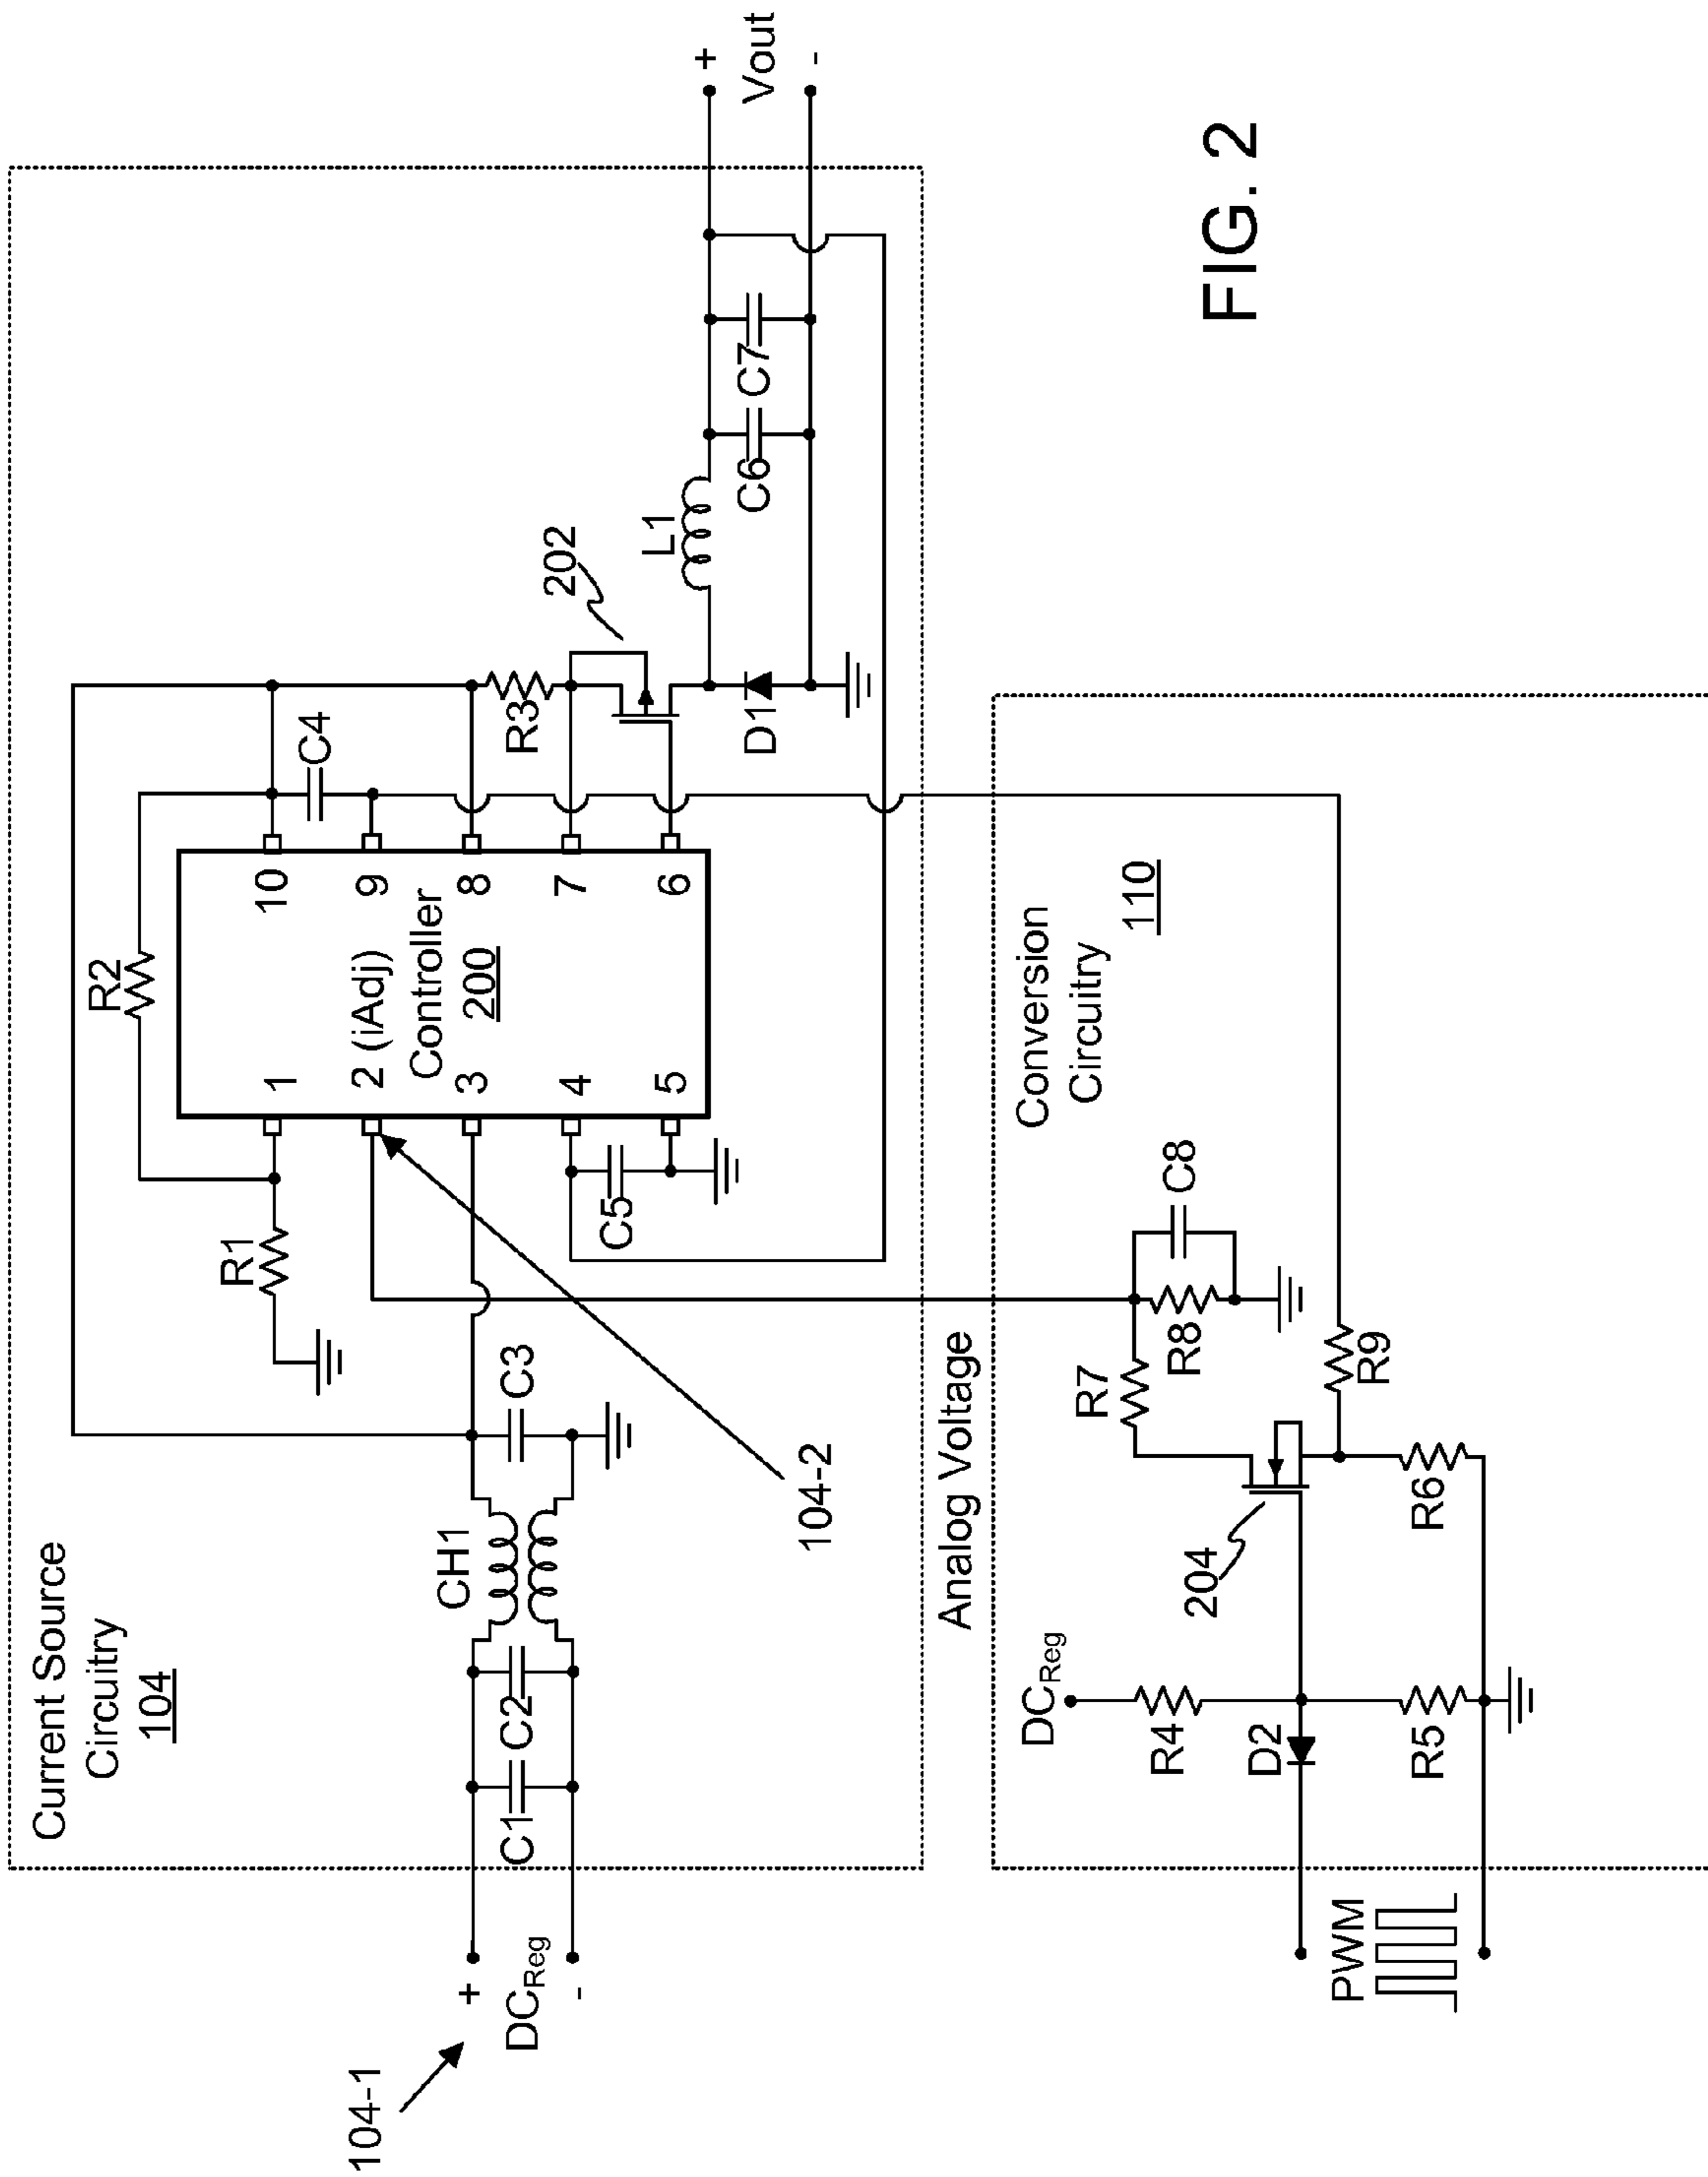 Current Source
Circuitry
104
104-1
+
DCReg
-
C1
C2
CH1
C3
R1
R2
1
2 (iAdj)
3
4
5
Controller
200
10
9
8
7
6
C4
C5
R3
202
D1
L1
C6
C7
+
Vout
-
104-2
Analog Voltage
Conversion
Circuitry
110
PWM
DCReg
R4
D2
R5
204
R6
R7
R8
C8
R9
FIG. 2